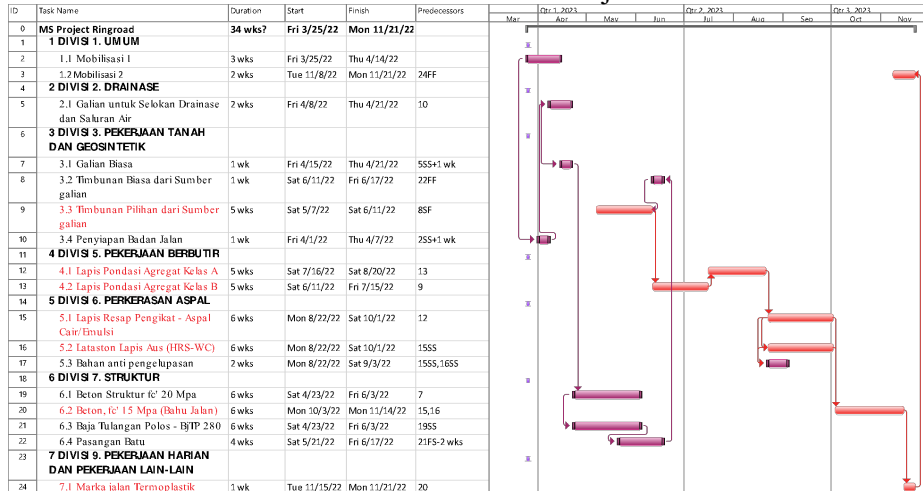 ID Task Name Duration Start Finish Predecessors
Qtr 1, 2023 Qtr 2, 2023 Qtr 3, 2023
Mar Apr May Jun Jul Aug Sep Oct Nov
0 MS Project Ringroad 34 wks? Fri 3/25/22 Mon 11/21/22
1 1 DIVISI 1. UMUM
2 1.1 Mobilisasi 1 3 wks Fri 3/25/22 Thu 4/14/22
3 1.2 Mobilisasi 2 2 wks Tue 11/8/22 Mon 11/21/22 24FF
4 2 DIVISI 2. DRAINASE
5 2.1 Galian untuk Selokan Drainase 2 wks Fri 4/8/22 Thu 4/21/22 10
dan Saluran Air
6 3 DIVISI 3. PEKERJAAN TANAH
DAN GEOSINTETIK
7 3.1 Galian Biasa 1 wk Fri 4/15/22 Thu 4/21/22 5SS+1 wk
8 3.2 Timbunan Biasa dari Sumber 1 wk Sat 6/11/22 Fri 6/17/22 22FF
galian
9 3.3 Timbunan Pilihan dari Sumber 5 wks Sat 5/7/22 Sat 6/11/22 8SF
galian
10 3.4 Penyiapan Badan Jalan 1 wk Fri 4/1/22 Thu 4/7/22 2SS+1 wk
11 4 DIVISI 5. PEKERJAAN BERBUTIR
12 4.1 Lapis Pondasi Agregat Kelas A 5 wks Sat 7/16/22 Sat 8/20/22 13
13 4.2 Lapis Pondasi Agregat Kelas B 5 wks Sat 6/11/22 Fri 7/15/22 9
14 5 DIVISI 6. PERKERASAN ASPAL
15 5.1 Lapis Resap Pengikat - Aspal 6 wks Mon 8/22/22 Sat 10/1/22 12
Cair/Emulsi
16 5.2 Lataston Lapis Aus (HRS-WC) 6 wks Mon 8/22/22 Sat 10/1/22 15SS
17 5.3 Bahan anti pengelupasan 2 wks Mon 8/22/22 Sat 9/3/22 15SS,16SS
18 6 DIVISI 7. STRUKTUR
19 6.1 Beton Struktur fc' 20 Mpa 6 wks Sat 4/23/22 Fri 6/3/22 7
20 6.2 Beton, fc' 15 Mpa (Bahu Jalan) 6 wks Mon 10/3/22 Mon 11/14/22 15,16
21 6.3 Baja Tulangan Polos - BjTP 280 6 wks Sat 4/23/22 Fri 6/3/22 19SS
22 6.4 Pasangan Batu 4 wks Sat 5/21/22 Fri 6/17/22 21FS-2 wks
23 7 DIVISI 9. PEKERJAAN HARIAN
DAN PEKERJAAN LAIN-LAIN
24 7.1 Marka jalan Termoplastik 1 wk Tue 11/15/22 Mon 11/21/22 20